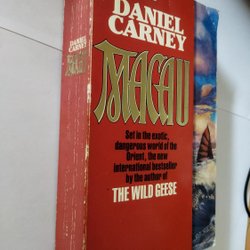 DANIEL
CARNEY
MACAU
Set in the exotic,
dangerous world of the
Orient, the new
international bestseller
by the author of
THE WILD GEESE
DANIEL
CARNEY
MACAU